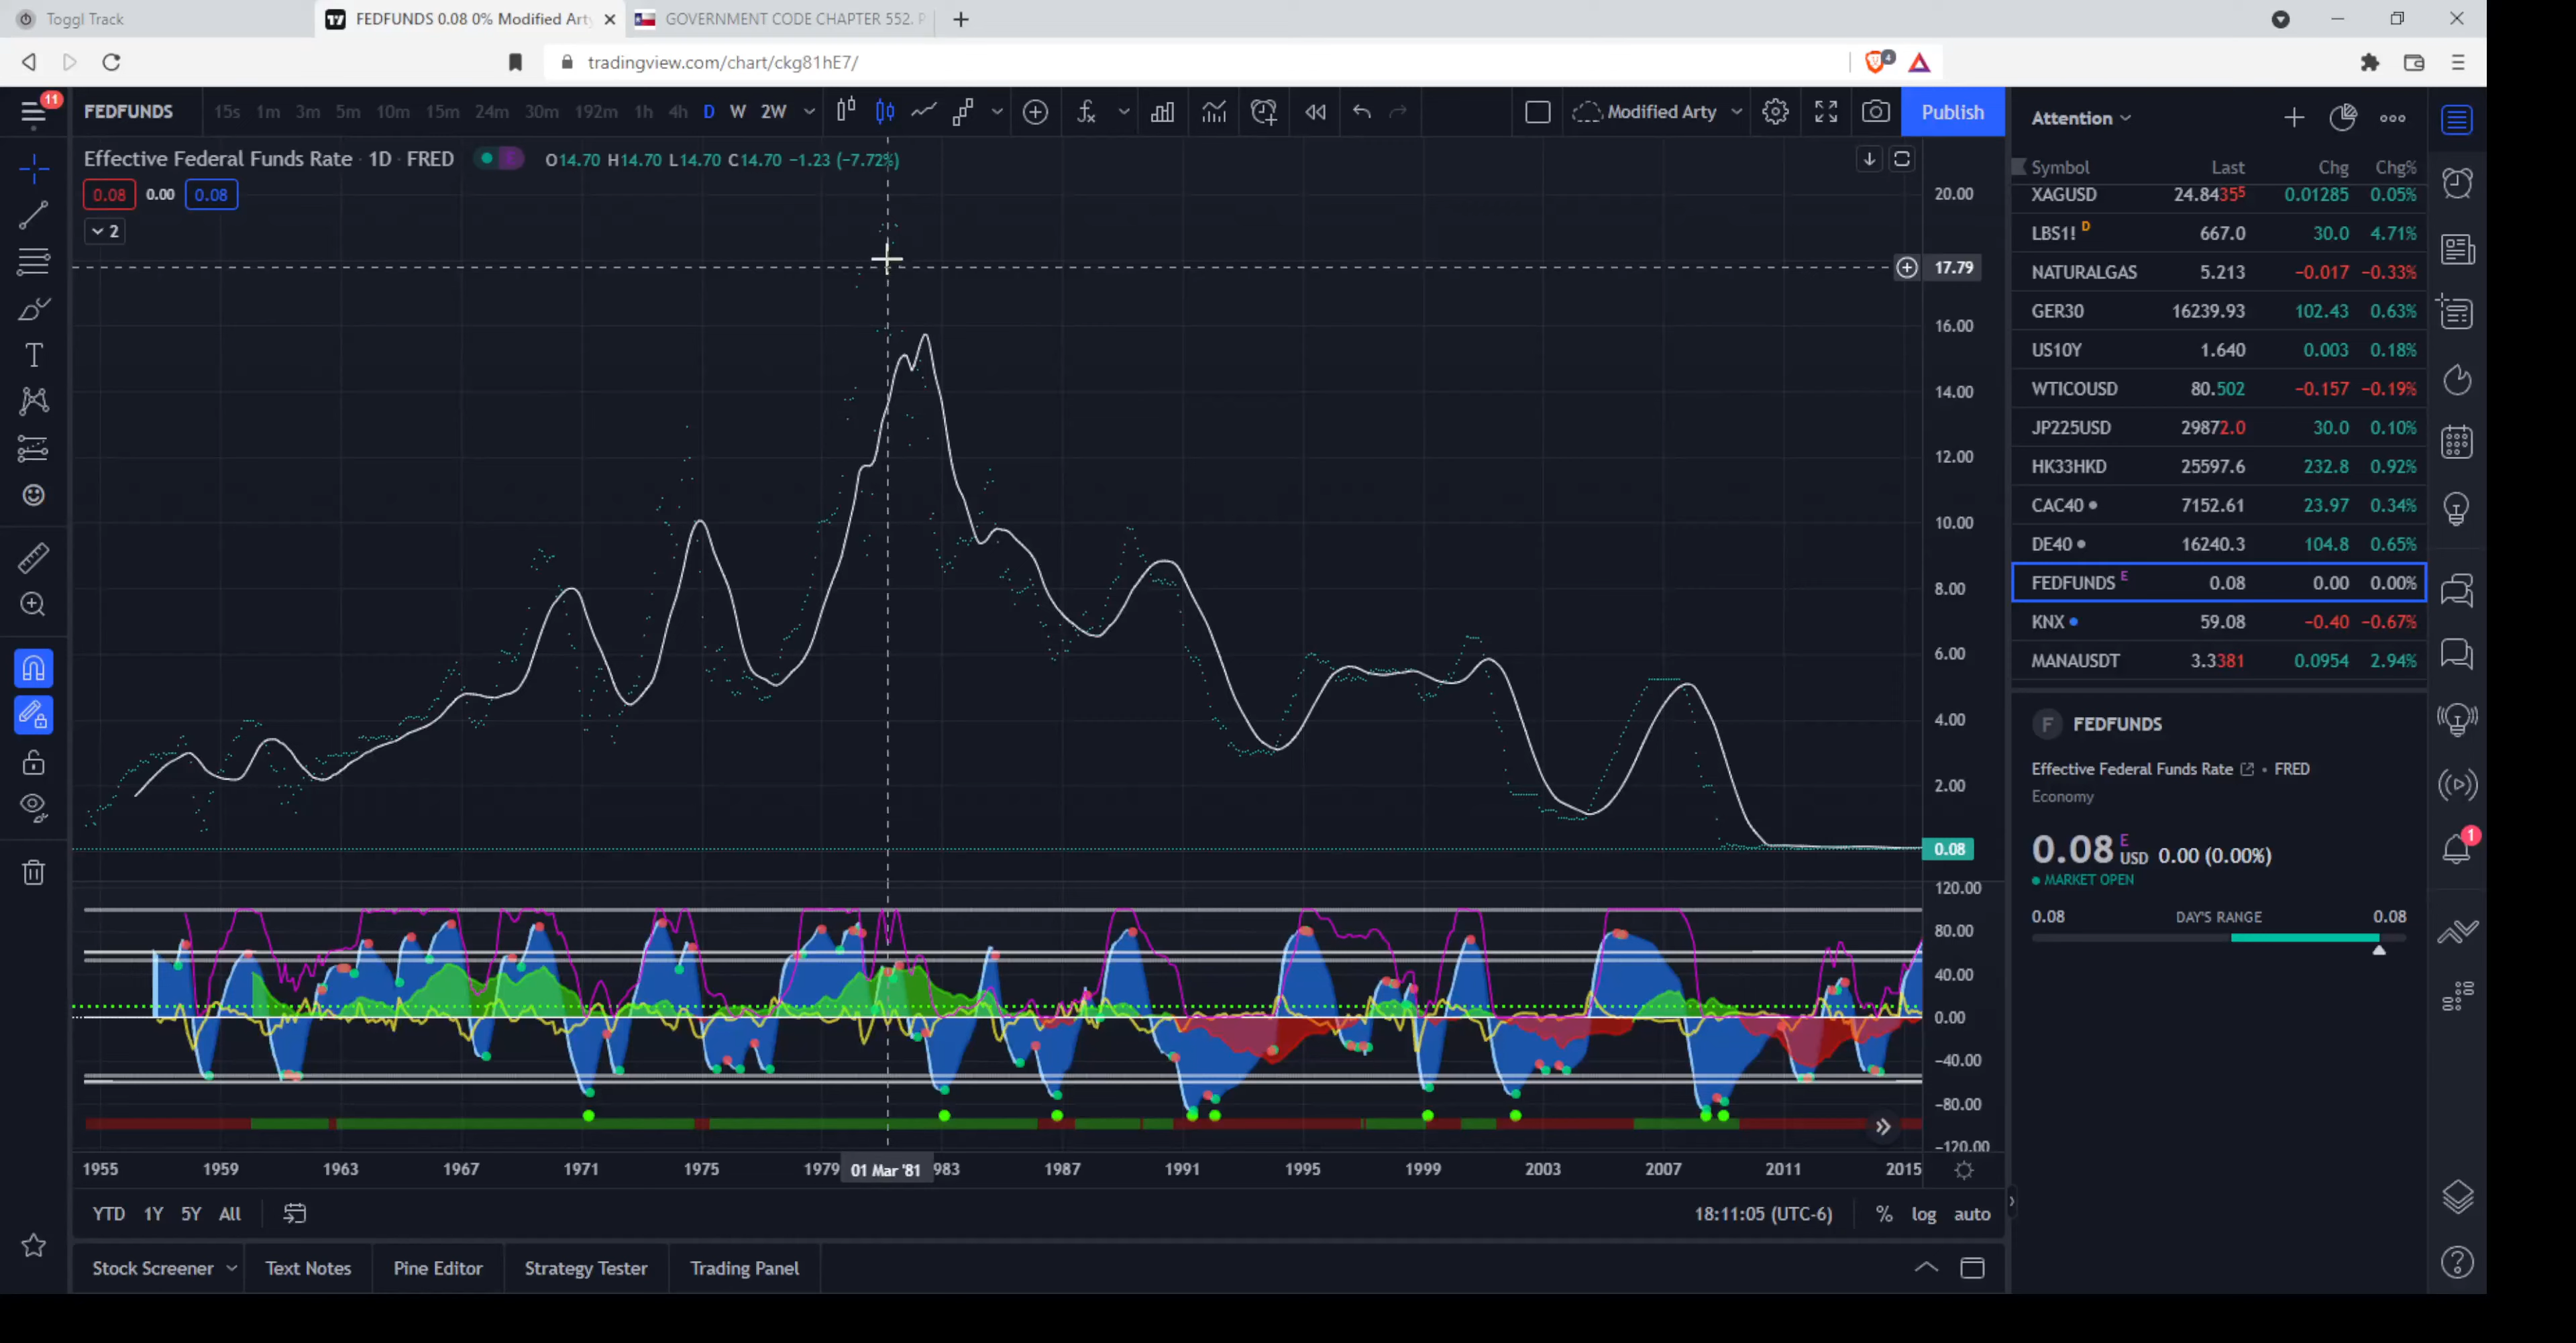 Toggl Track
FEDFUNDS 0.08 0% Modified Art
GOVERNMENT CODE CHAPTER 552. P
4
tradingview.com/chart/ckg81hE7/
11
FEDFUNDS 15s 1m 3m 5m 10m 15m 24m 30m 192m 1h 4h D W 2W
Modified Arty
Publish
Effective Federal Funds Rate · 1D · FRED
E
O14.70 H14.70 L14.70 C14.70 −1.23 (−7.72%)
0.08 0.00 0.08
2
20.00
17.79
16.00
14.00
12.00
10.00
8.00
6.00
4.00
2.00
0.08
120.00
80.00
40.00
0.00
−40.00
−80.00
−120.00
1955 1959 1963 1967 1971 1975 1979 01 Mar '81 983 1987 1991 1995 1999 2003 2007 2011 2015
YTD 1Y 5Y All
18:11:05 (UTC-6) % log auto
Stock Screener Text Notes Pine Editor Strategy Tester Trading Panel
Attention
Symbol Last Chg Chg%
XAGUSD 24.8435⁵ 0.01285 0.05%
LBS1! D 667.0 30.0 4.71%
NATURALGAS 5.213 −0.017 −0.33%
GER30 16239.93 102.43 0.63%
US10Y 1.640 0.003 0.18%
WTICOUSD 80.502 −0.157 −0.19%
JP225USD 29872.0 30.0 0.10%
HK33HKD 25597.6 232.8 0.92%
CAC40 7152.61 23.97 0.34%
DE40 16240.3 104.8 0.65%
FEDFUNDS E 0.08 0.00 0.00%
KNX 59.08 −0.40 −0.67%
MANAUSDT 3.3381 0.0954 2.94%
F FEDFUNDS
Effective Federal Funds Rate • FRED
Economy
0.08 E USD 0.00 (0.00%)
MARKET OPEN
0.08 DAY'S RANGE 0.08
1